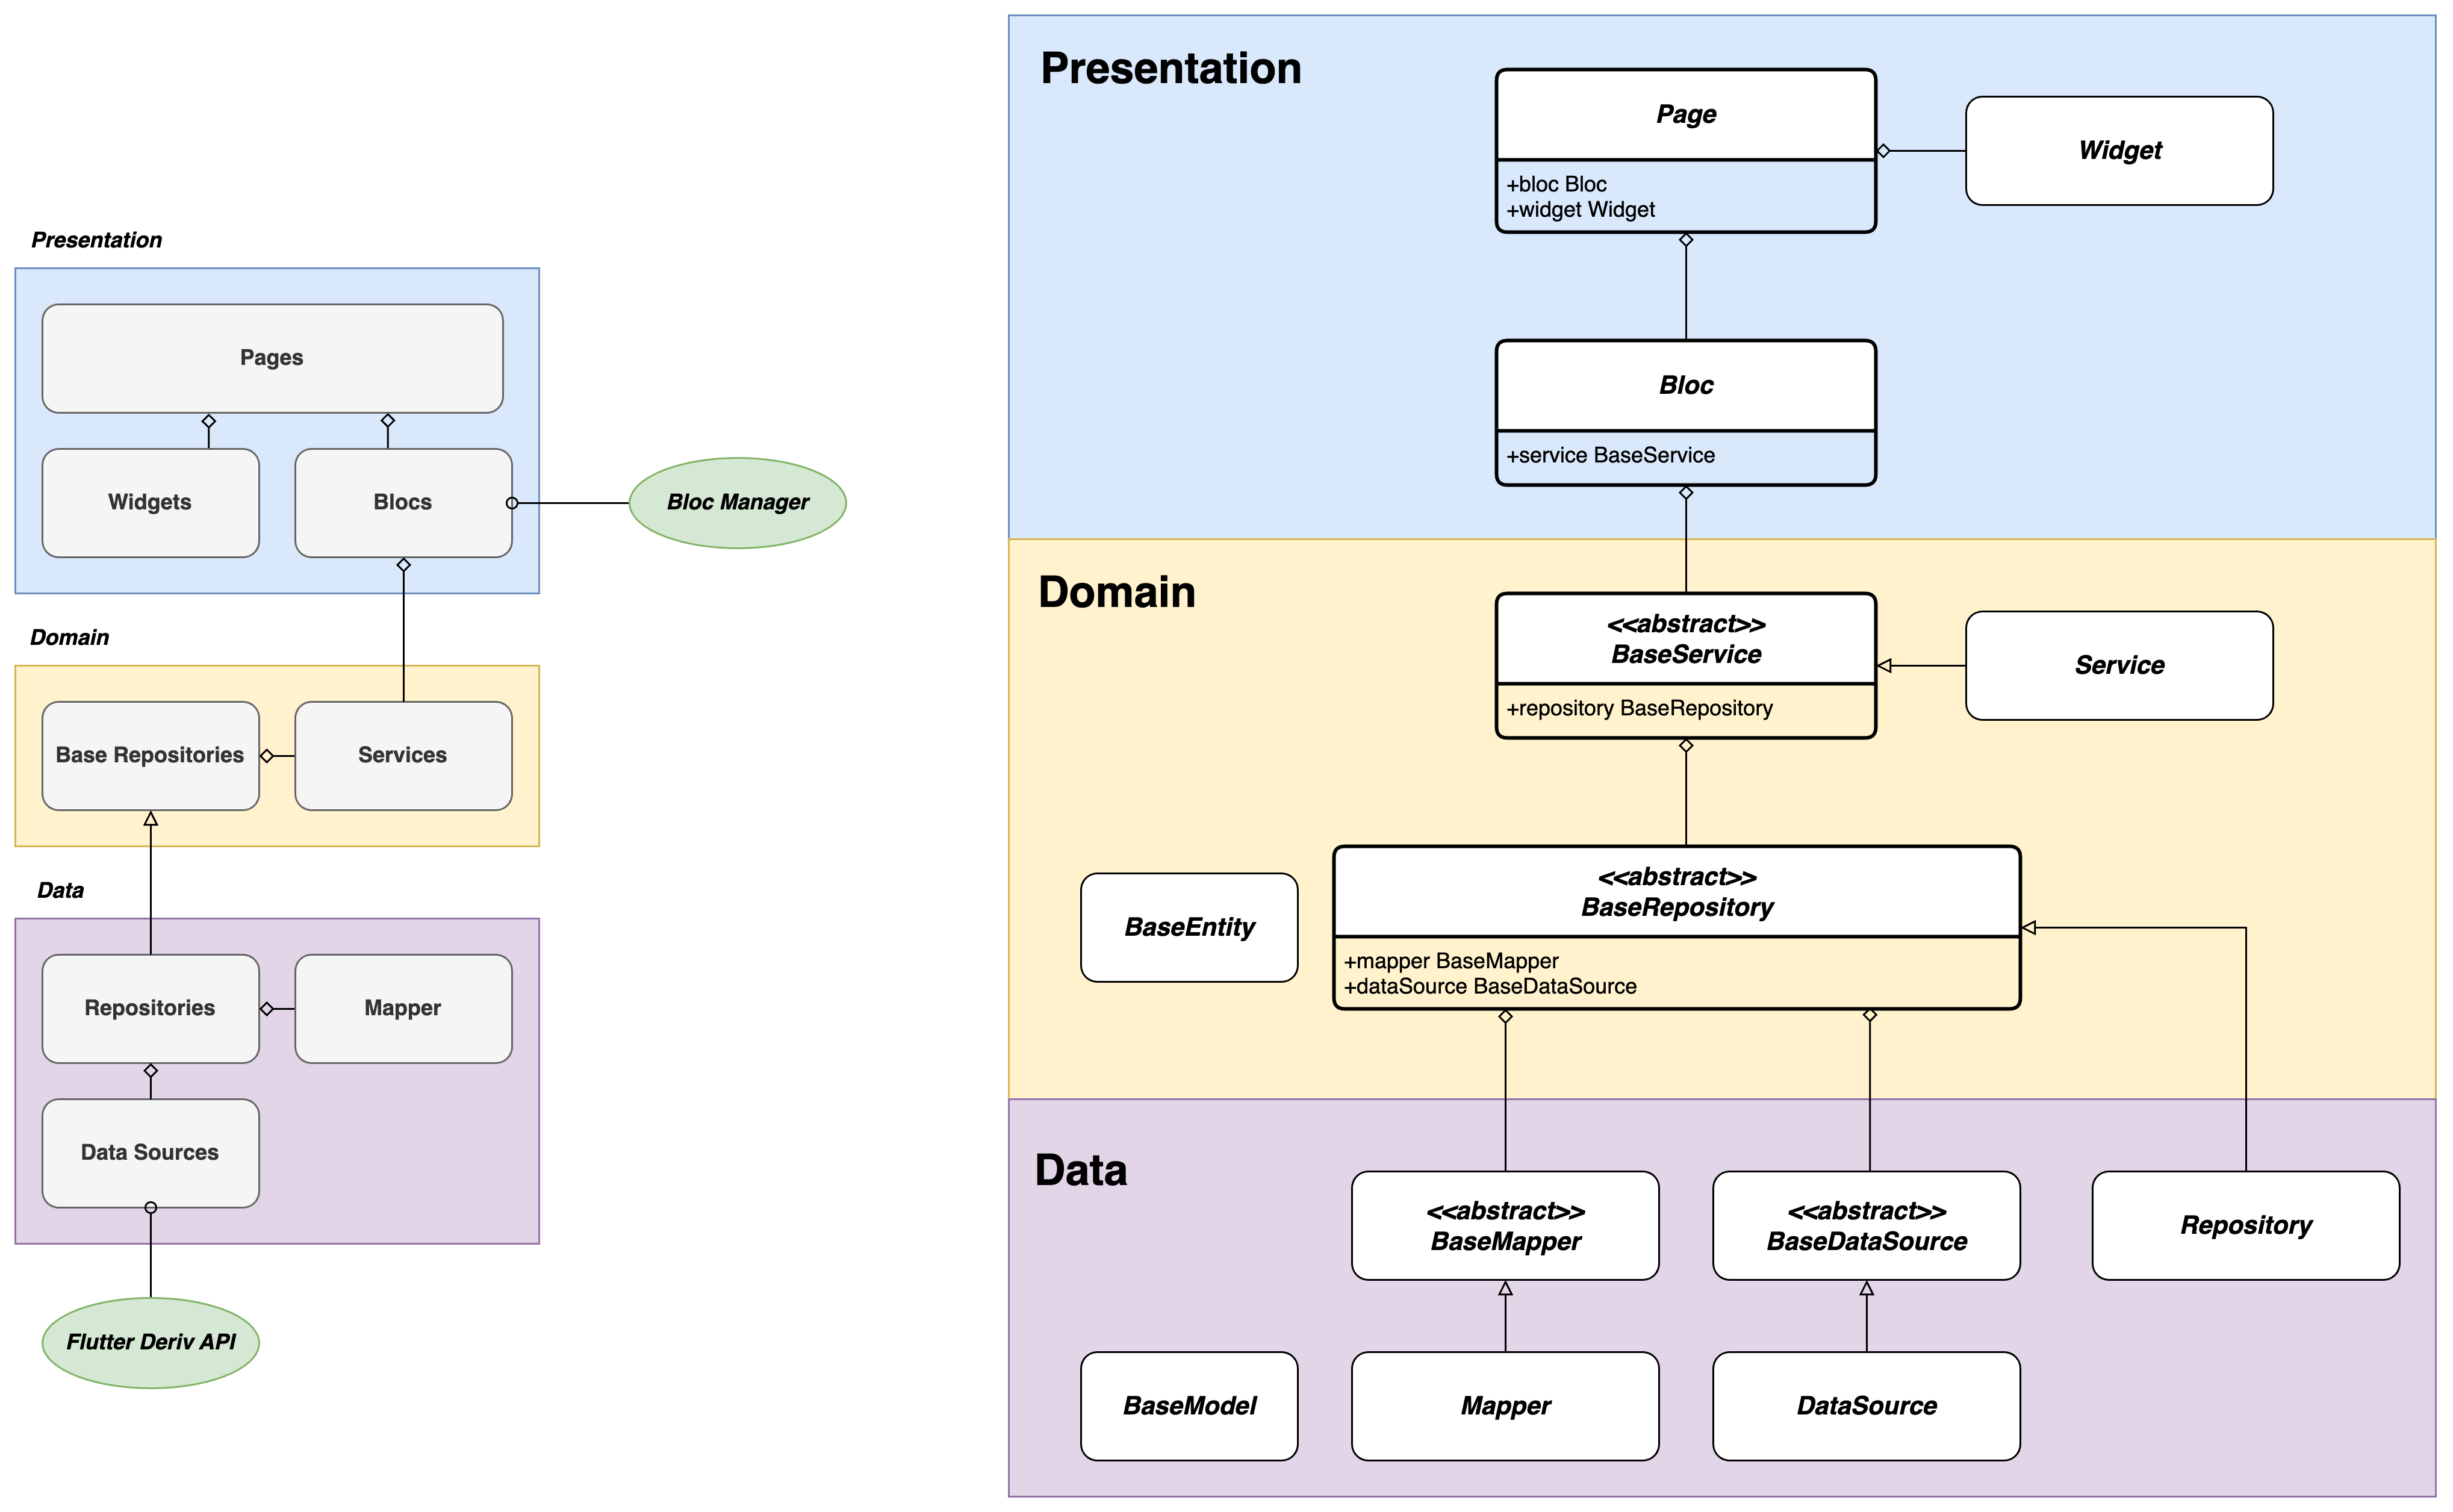 Presentation
Pages
Widgets
Blocs
Bloc Manager
Domain
Base Repositories
Services
Data
Repositories
Mapper
Data Sources
Flutter Deriv API
Presentation
Page
+bloc Bloc
+widget Widget
Widget
Bloc
+service BaseService
Domain
<<abstract>>
BaseService
+repository BaseRepository
Service
BaseEntity
<<abstract>>
BaseRepository
+mapper BaseMapper
+dataSource BaseDataSource
Data
<<abstract>>
BaseMapper
<<abstract>>
BaseDataSource
Repository
BaseModel
Mapper
DataSource